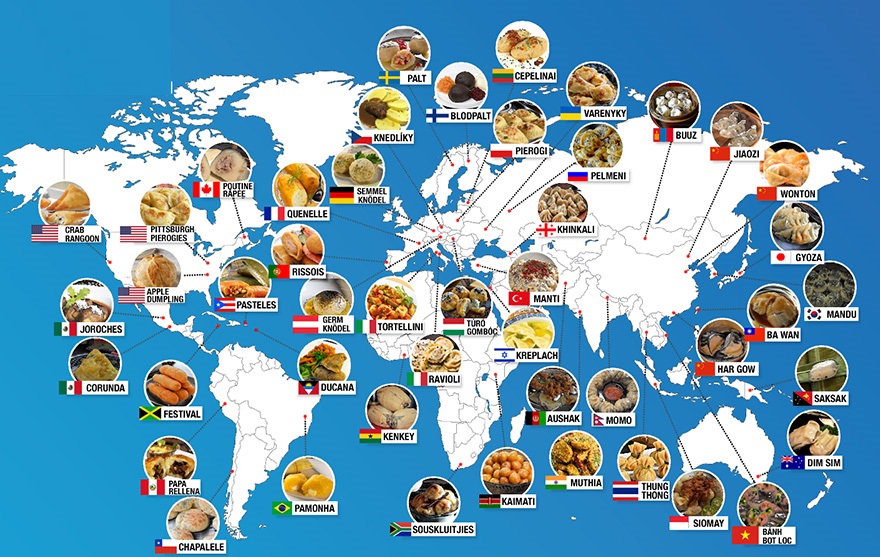 PALT
CEPELINAI
BLODPALT
VARENYKY
KNEDLÍKY
PIEROGI
BUUZ
JIAOZI
PELMENI
POUTINE
RAPÉE
SEMMEL
KNÖDEL
WONTON
QUENELLE
KHINKALI
CRAB
RANGOON
PITTSBURGH
PIEROGIES
GYOZA
RISSOIS
APPLE
DUMPLING
PASTELES
MANTI
MANDU
JOROCHES
GERM
KNÖDEL
TORTELLINI
TÚRÓ
GOMBÓC
BA WAN
KREPLACH
HAR GOW
CORUNDA
DUCANA
RAVIOLI
SAKSAK
FESTIVAL
AUSHAK
MOMO
KENKEY
DIM SIM
PAPA
RELLENA
MUTHIA
THUNG
THONG
KAIMATI
PAMONHA
SIOMAY
SOUSKLUITJIES
BÁNH
BOT LOC
CHAPALELE